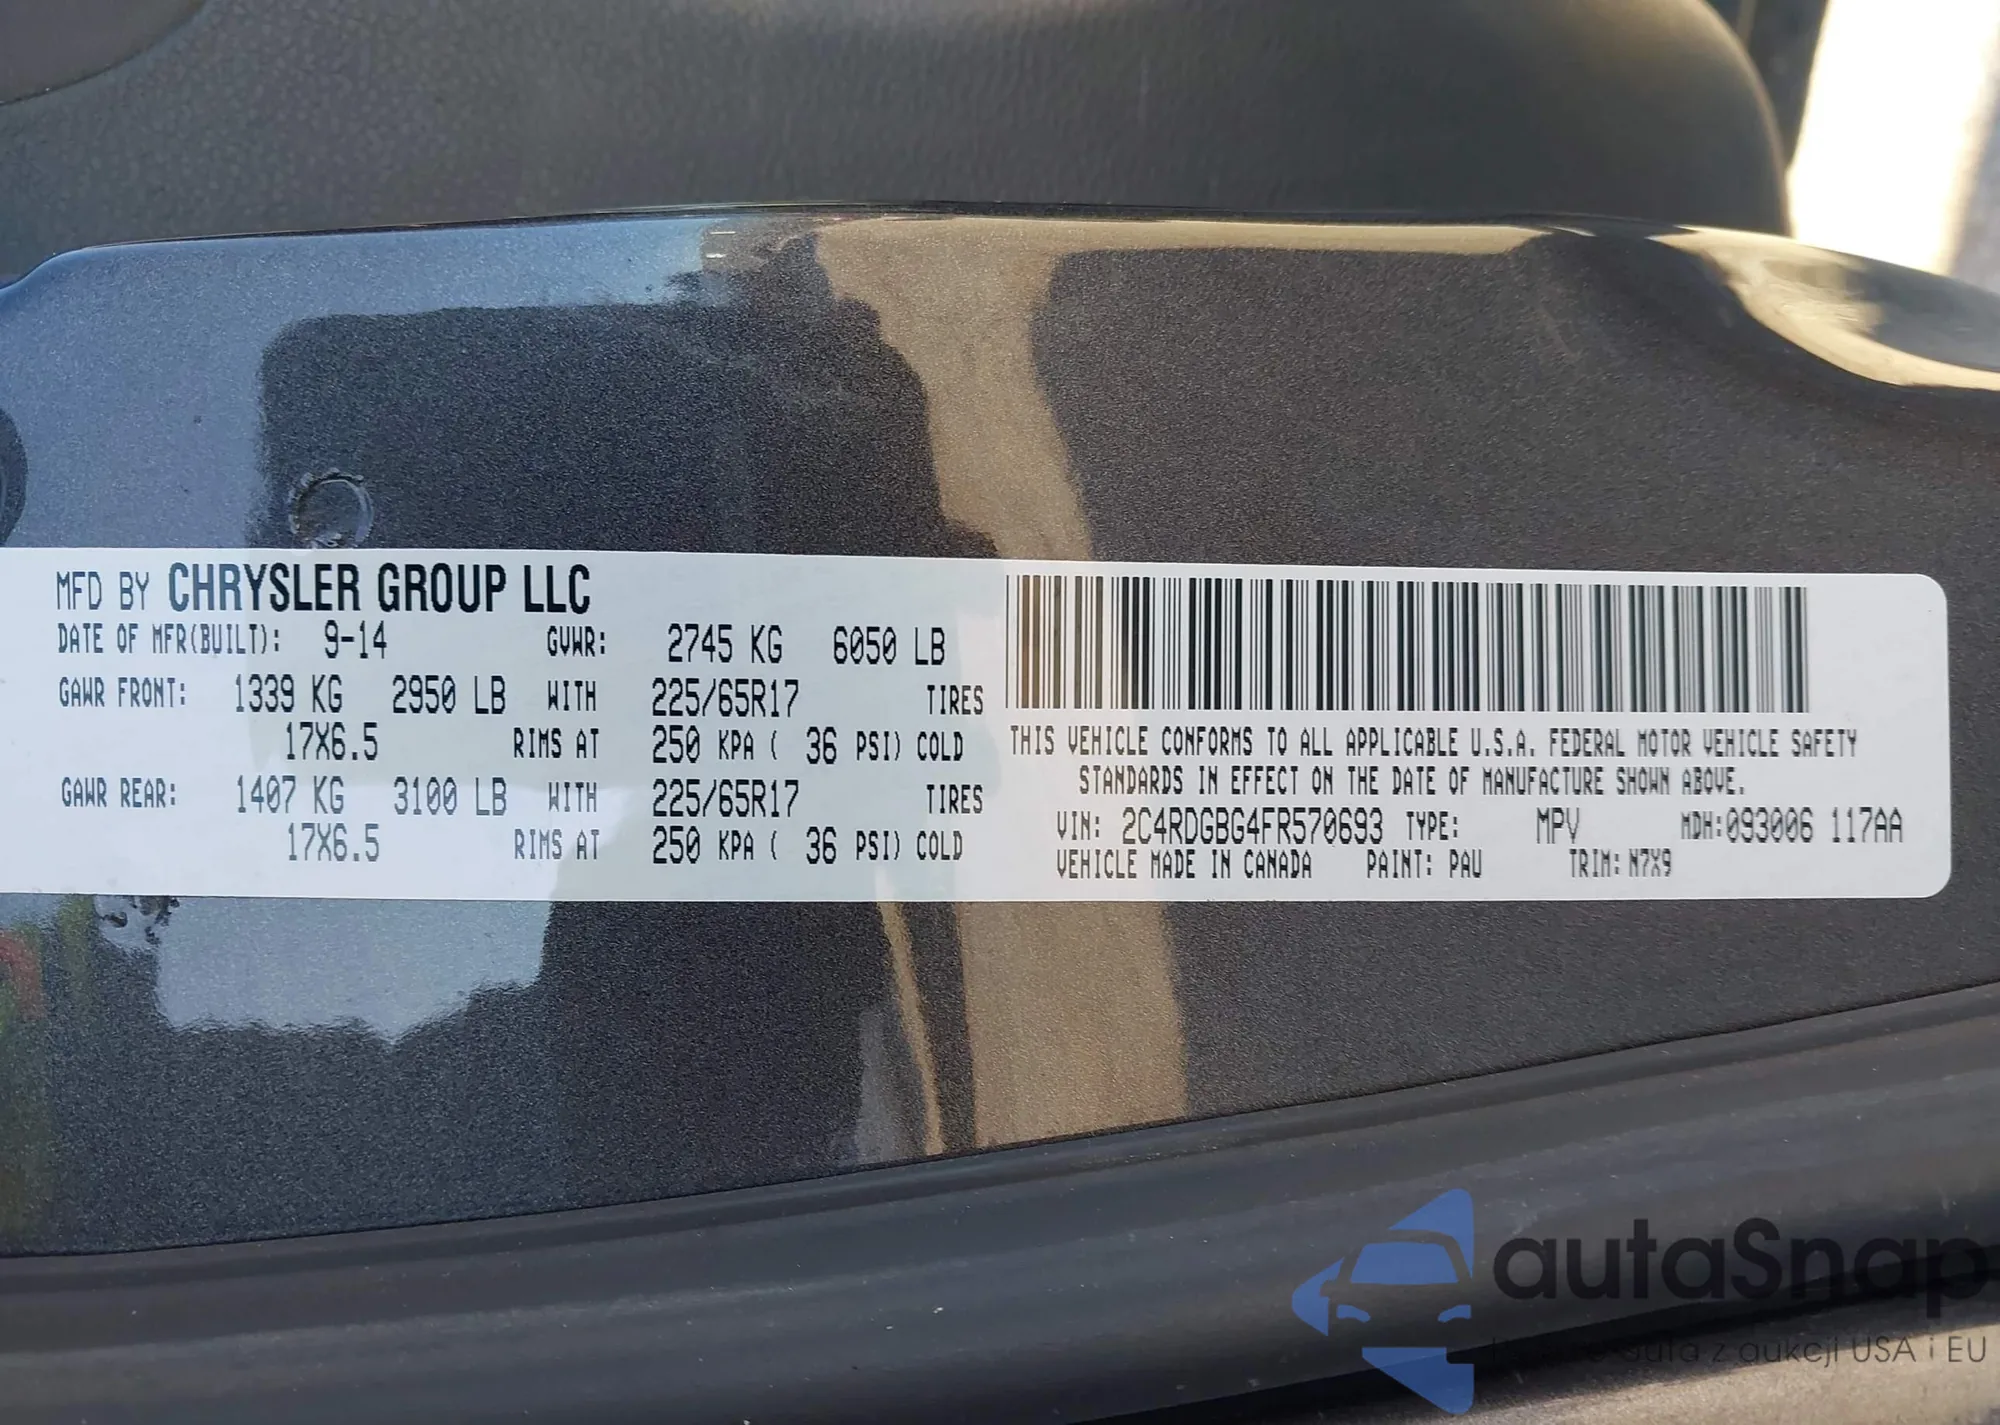 MFD BY CHRYSLER GROUP LLC
DATE OF MFR(BUILT): 9-14 GVWR: 2745 KG 6050 LB
GAWR FRONT: 1339 KG 2950 LB WITH 225/65R17 TIRES
17X6.5 RIMS AT 250 KPA ( 36 PSI) COLD
GAWR REAR: 1407 KG 3100 LB WITH 225/65R17 TIRES
17X6.5 RIMS AT 250 KPA ( 36 PSI) COLD
THIS VEHICLE CONFORMS TO ALL APPLICABLE U.S.A. FEDERAL MOTOR VEHICLE SAFETY
STANDARDS IN EFFECT ON THE DATE OF MANUFACTURE SHOWN ABOVE.
VIN: 2C4RDGBG4FR570693 TYPE: MPV MDH:093006 117AA
VEHICLE MADE IN CANADA PAINT: PAU TRIM: N7X9
autaSnap
auta z aukcji USA i EU